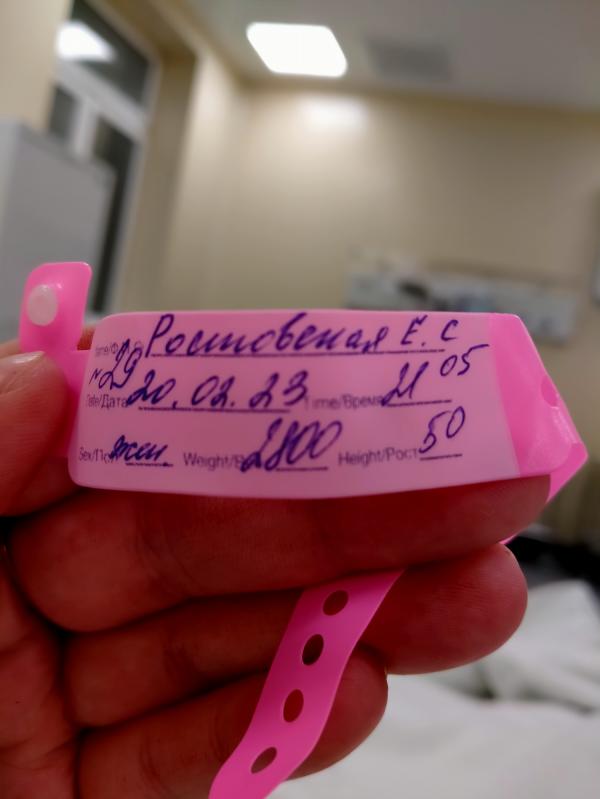 Ростовская Е. С
№29
Date/Дата 20.02.23 Time/Время 21 05
Sex/Пол жен Weight/В 2800 Height/Рост 50